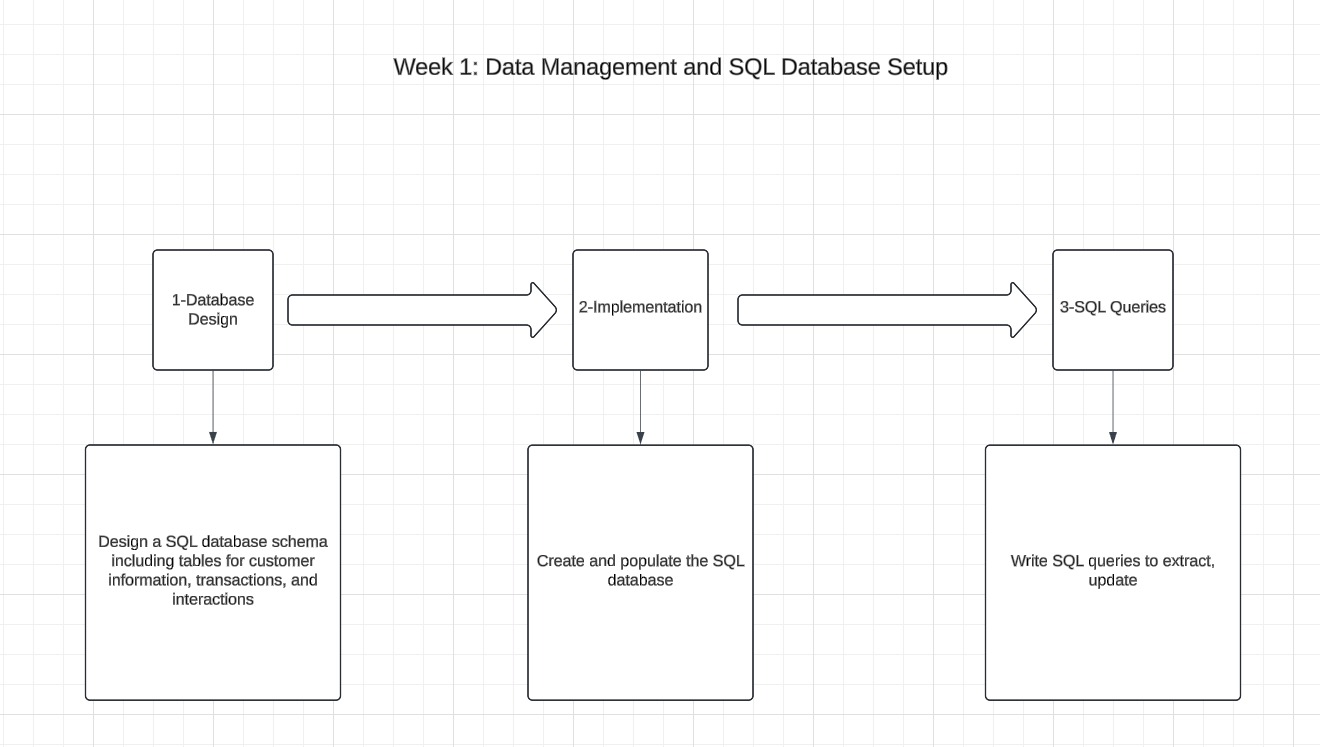 Week 1: Data Management and SQL Database Setup
1-Database
Design
2-Implementation
3-SQL Queries
Design a SQL database schema
including tables for customer
information, transactions, and
interactions
Create and populate the SQL
database
Write SQL queries to extract,
update